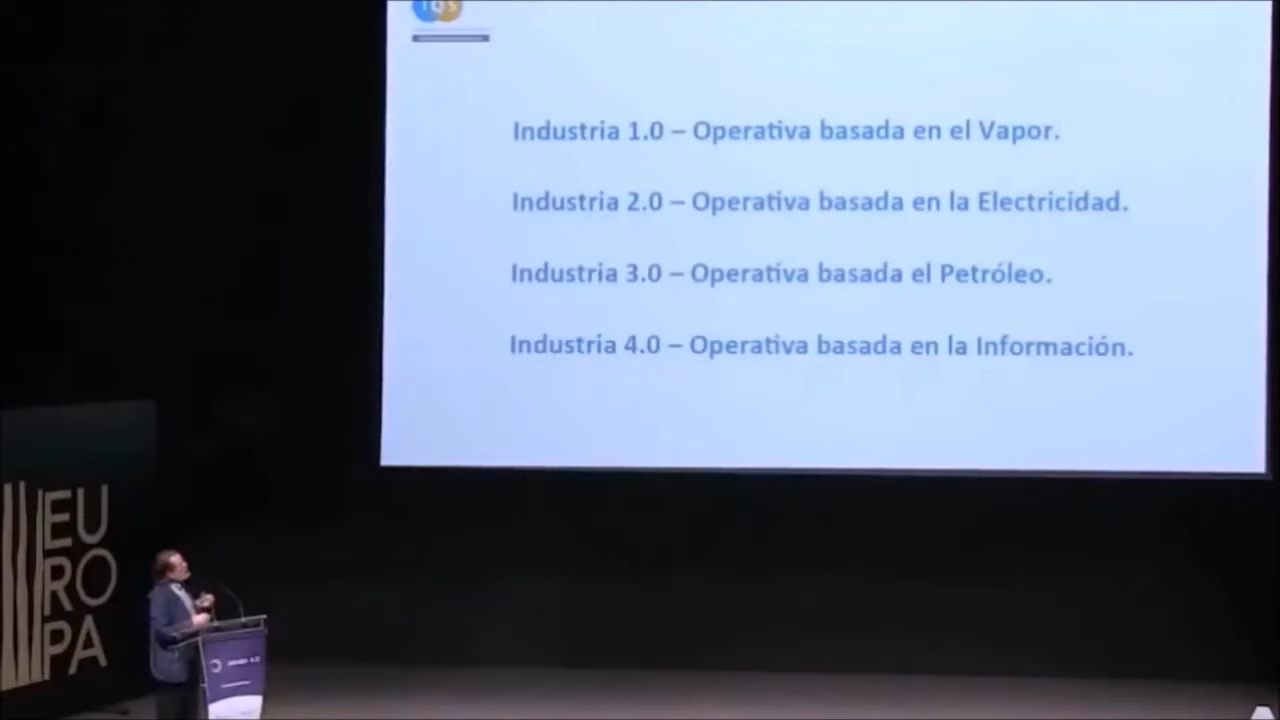 IQS
Industria 1.0 – Operativa basada en el Vapor.
Industria 2.0 – Operativa basada en la Electricidad.
Industria 3.0 – Operativa basada el Petróleo.
Industria 4.0 – Operativa basada en la Información.
EU
RO
PA